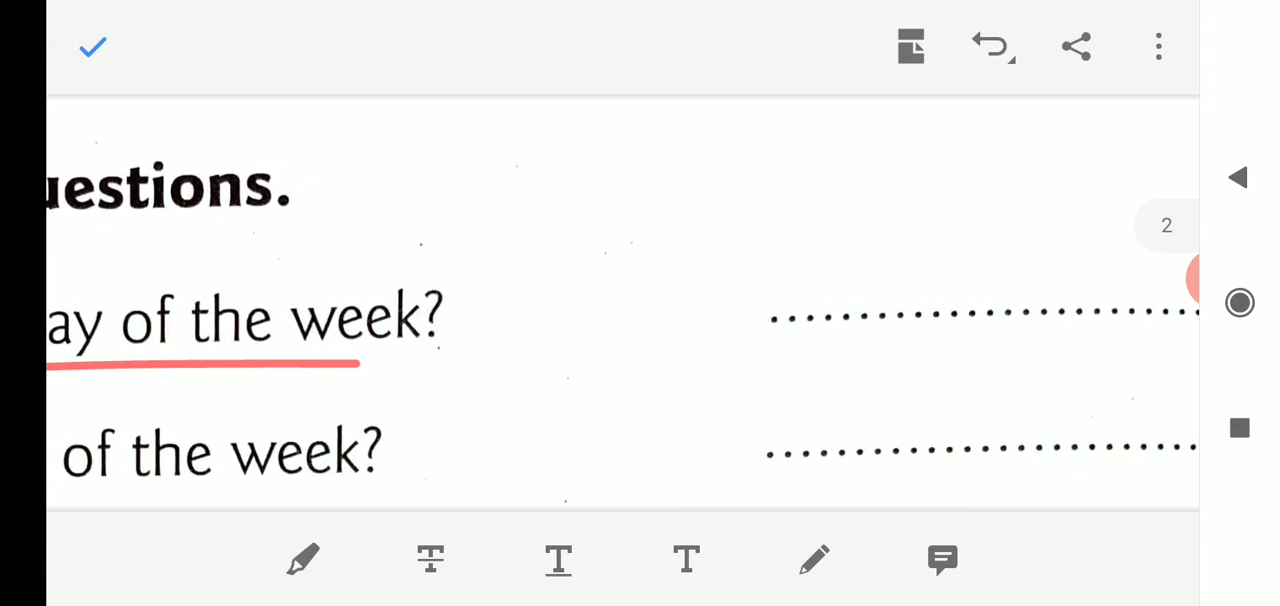 uestions.
2
ay of the week?
of the week?